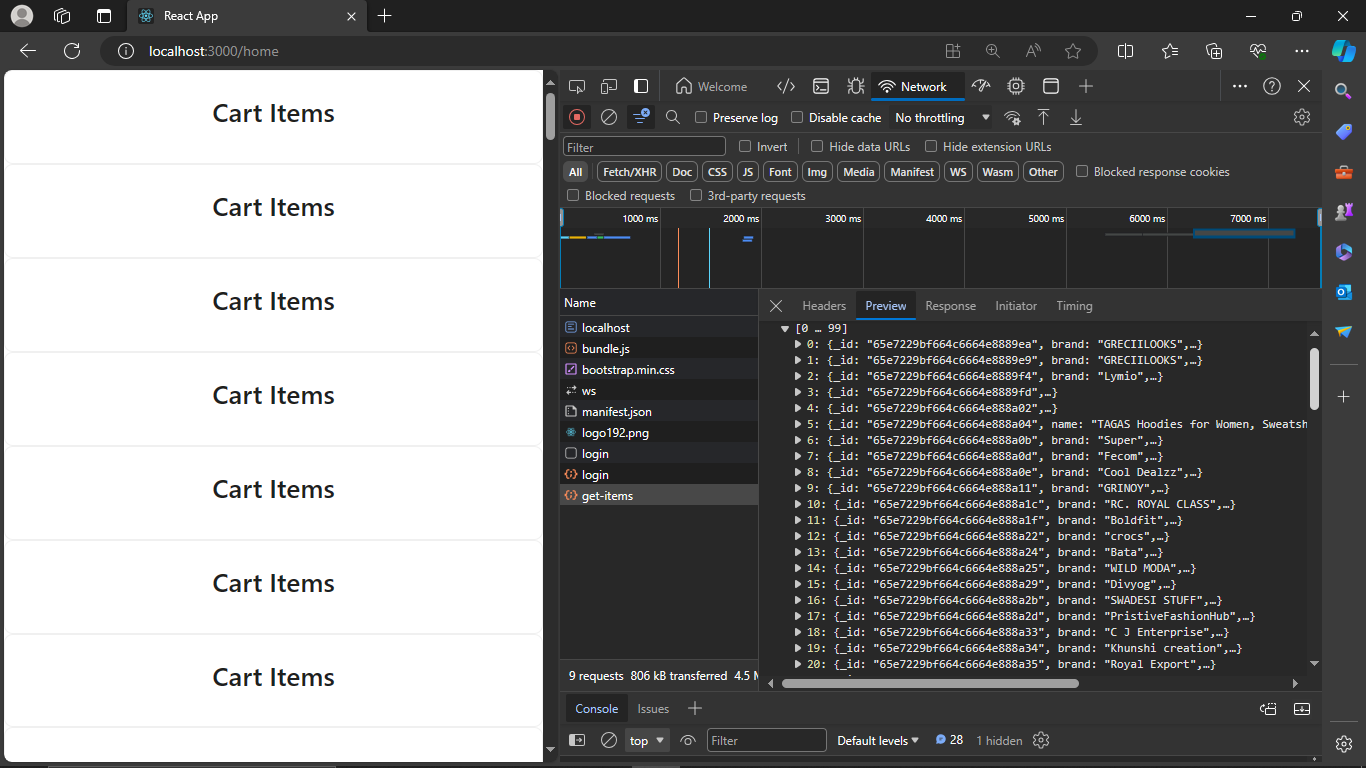 React App
localhost:3000/home
Cart Items
Cart Items
Cart Items
Cart Items
Cart Items
Cart Items
Cart Items
Welcome
Network
Preserve log
Disable cache
No throttling
Filter
Invert
Hide data URLs
Hide extension URLs
All
Fetch/XHR
Doc
CSS
JS
Font
Img
Media
Manifest
WS
Wasm
Other
Blocked response cookies
Blocked requests
3rd-party requests
1000 ms
2000 ms
3000 ms
4000 ms
5000 ms
6000 ms
7000 ms
Name
localhost
bundle.js
bootstrap.min.css
ws
manifest.json
logo192.png
login
login
get-items
9 requests 806 kB transferred 4.5 M
Headers
Preview
Response
Initiator
Timing
[0 … 99]
0: {_id: "65e7229bf664c6664e8889ea", brand: "GRECIILOOKS",…}
1: {_id: "65e7229bf664c6664e8889e9", brand: "GRECIILOOKS",…}
2: {_id: "65e7229bf664c6664e8889f4", brand: "Lymio",…}
3: {_id: "65e7229bf664c6664e8889fd",…}
4: {_id: "65e7229bf664c6664e888a02",…}
5: {_id: "65e7229bf664c6664e888a04", name: "TAGAS Hoodies for Women, Sweatsh
6: {_id: "65e7229bf664c6664e888a0b", brand: "Super",…}
7: {_id: "65e7229bf664c6664e888a0d", brand: "Fecom",…}
8: {_id: "65e7229bf664c6664e888a0e", brand: "Cool Dealzz",…}
9: {_id: "65e7229bf664c6664e888a11", brand: "GRINOY",…}
10: {_id: "65e7229bf664c6664e888a1c", brand: "RC. ROYAL CLASS",…}
11: {_id: "65e7229bf664c6664e888a1f", brand: "Boldfit",…}
12: {_id: "65e7229bf664c6664e888a22", brand: "crocs",…}
13: {_id: "65e7229bf664c6664e888a24", brand: "Bata",…}
14: {_id: "65e7229bf664c6664e888a25", brand: "WILD MODA",…}
15: {_id: "65e7229bf664c6664e888a29", brand: "Divyog",…}
16: {_id: "65e7229bf664c6664e888a2b", brand: "SWADESI STUFF",…}
17: {_id: "65e7229bf664c6664e888a2d", brand: "PristiveFashionHub",…}
18: {_id: "65e7229bf664c6664e888a33", brand: "C J Enterprise",…}
19: {_id: "65e7229bf664c6664e888a34", brand: "Khunshi creation",…}
20: {_id: "65e7229bf664c6664e888a35", brand: "Royal Export",…}
Console
Issues
top
Filter
Default levels
28
1 hidden